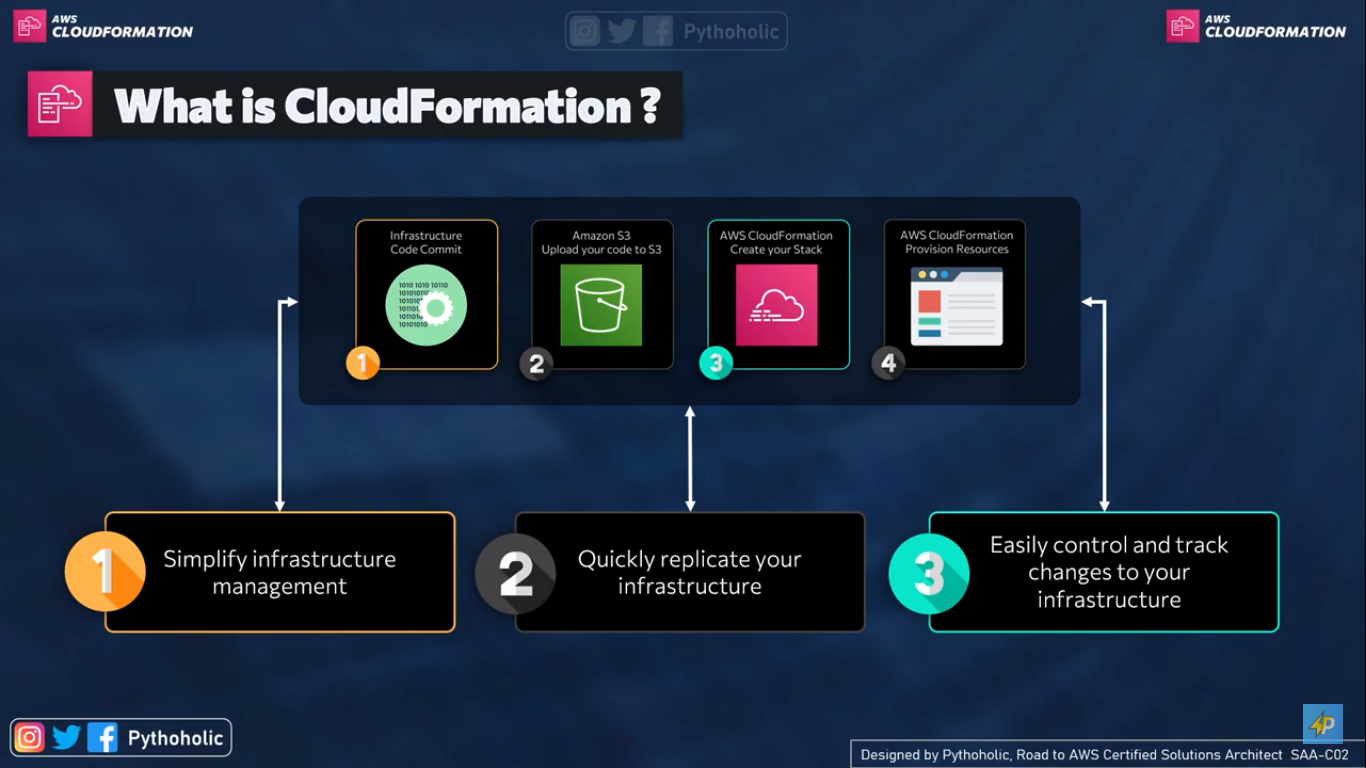 AWS
CLOUDFORMATION
Pythoholic
AWS
CLOUDFORMATION
What is CloudFormation ?
Infrastructure
Code Commit
1010 1010 10110
1
Amazon S3
Upload your code to S3
2
AWS CloudFormation
Create your Stack
3
AWS CloudFormation
Provision Resources
4
1
Simplify infrastructure
management
2
Quickly replicate your
infrastructure
3
Easily control and track
changes to your
infrastructure
Pythoholic
P
Designed by Pythoholic, Road to AWS Certified Solutions Architect SAA-C02